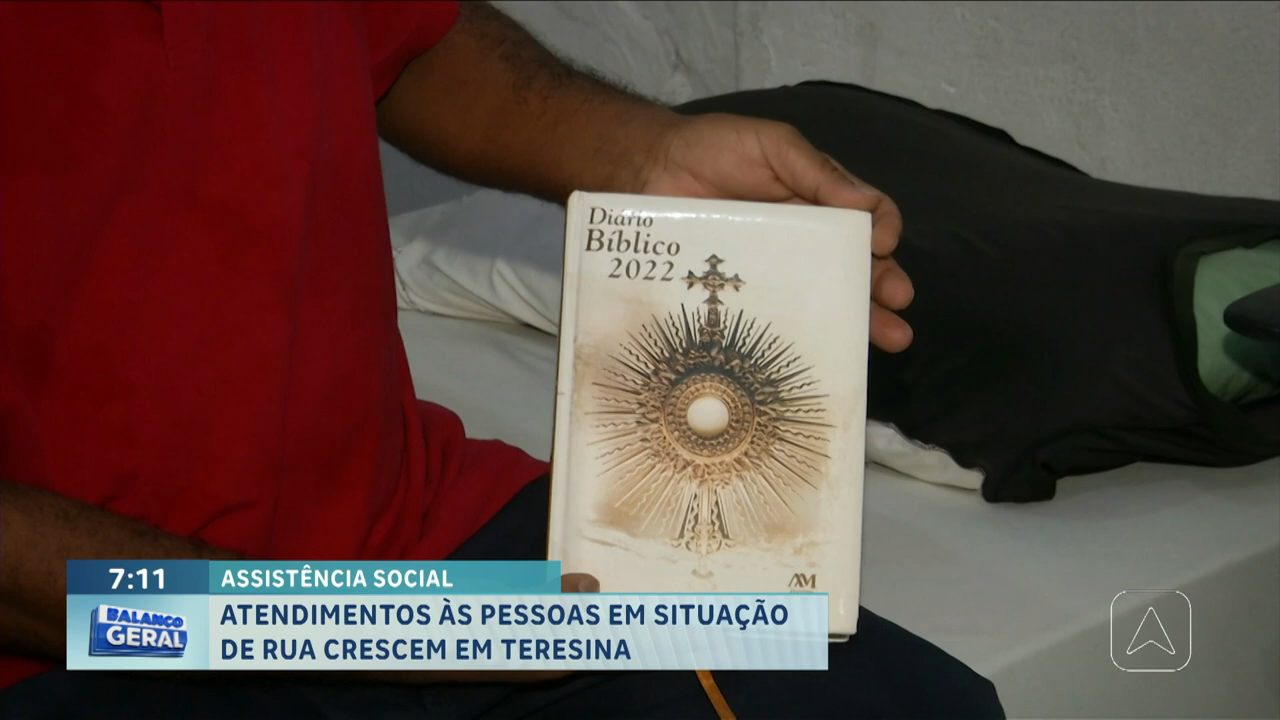 Diário
Bíblico
2022
AM
7:11
ASSISTÊNCIA SOCIAL
BALANÇO
GERAL
ATENDIMENTOS ÀS PESSOAS EM SITUAÇÃO
DE RUA CRESCEM EM TERESINA